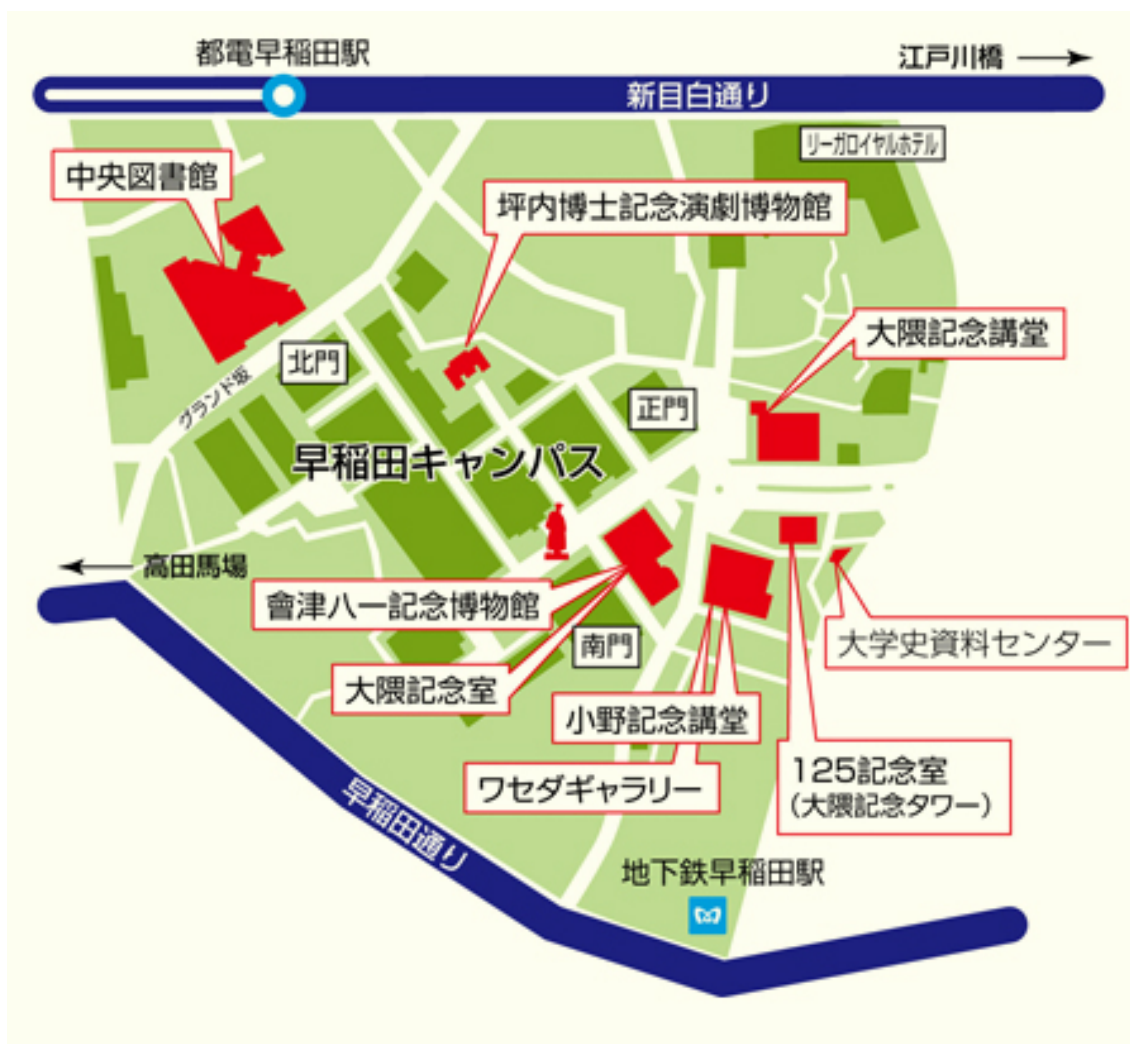 都電早稲田駅
江戸川橋
新目白通り
リーガロイヤルホテル
中央図書館
坪内博士記念演劇博物館
大隈記念講堂
北門
正門
グランド坂
早稲田キャンパス
高田馬場
會津八一記念博物館
南門
大学史資料センター
大隈記念室
小野記念講堂
ワセダギャラリー
125記念室
(大隈記念タワー)
早稲田通り
地下鉄早稲田駅